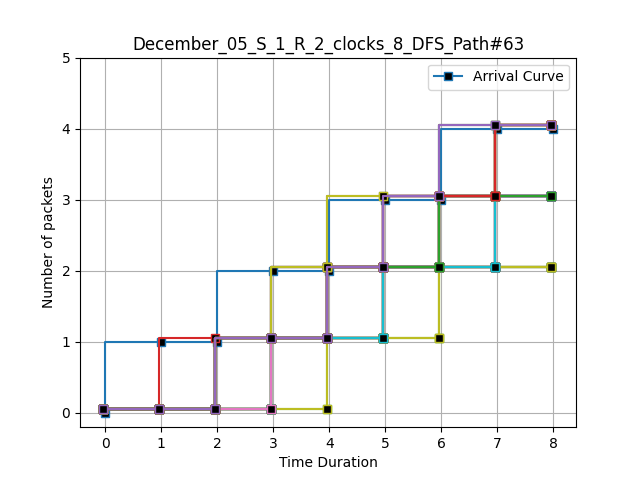 December_05_S_1_R_2_clocks_8_DFS_Path#63
Arrival Curve
Number of packets
5
4
3
2
1
0
0 1 2 3 4 5 6 7 8
Time Duration